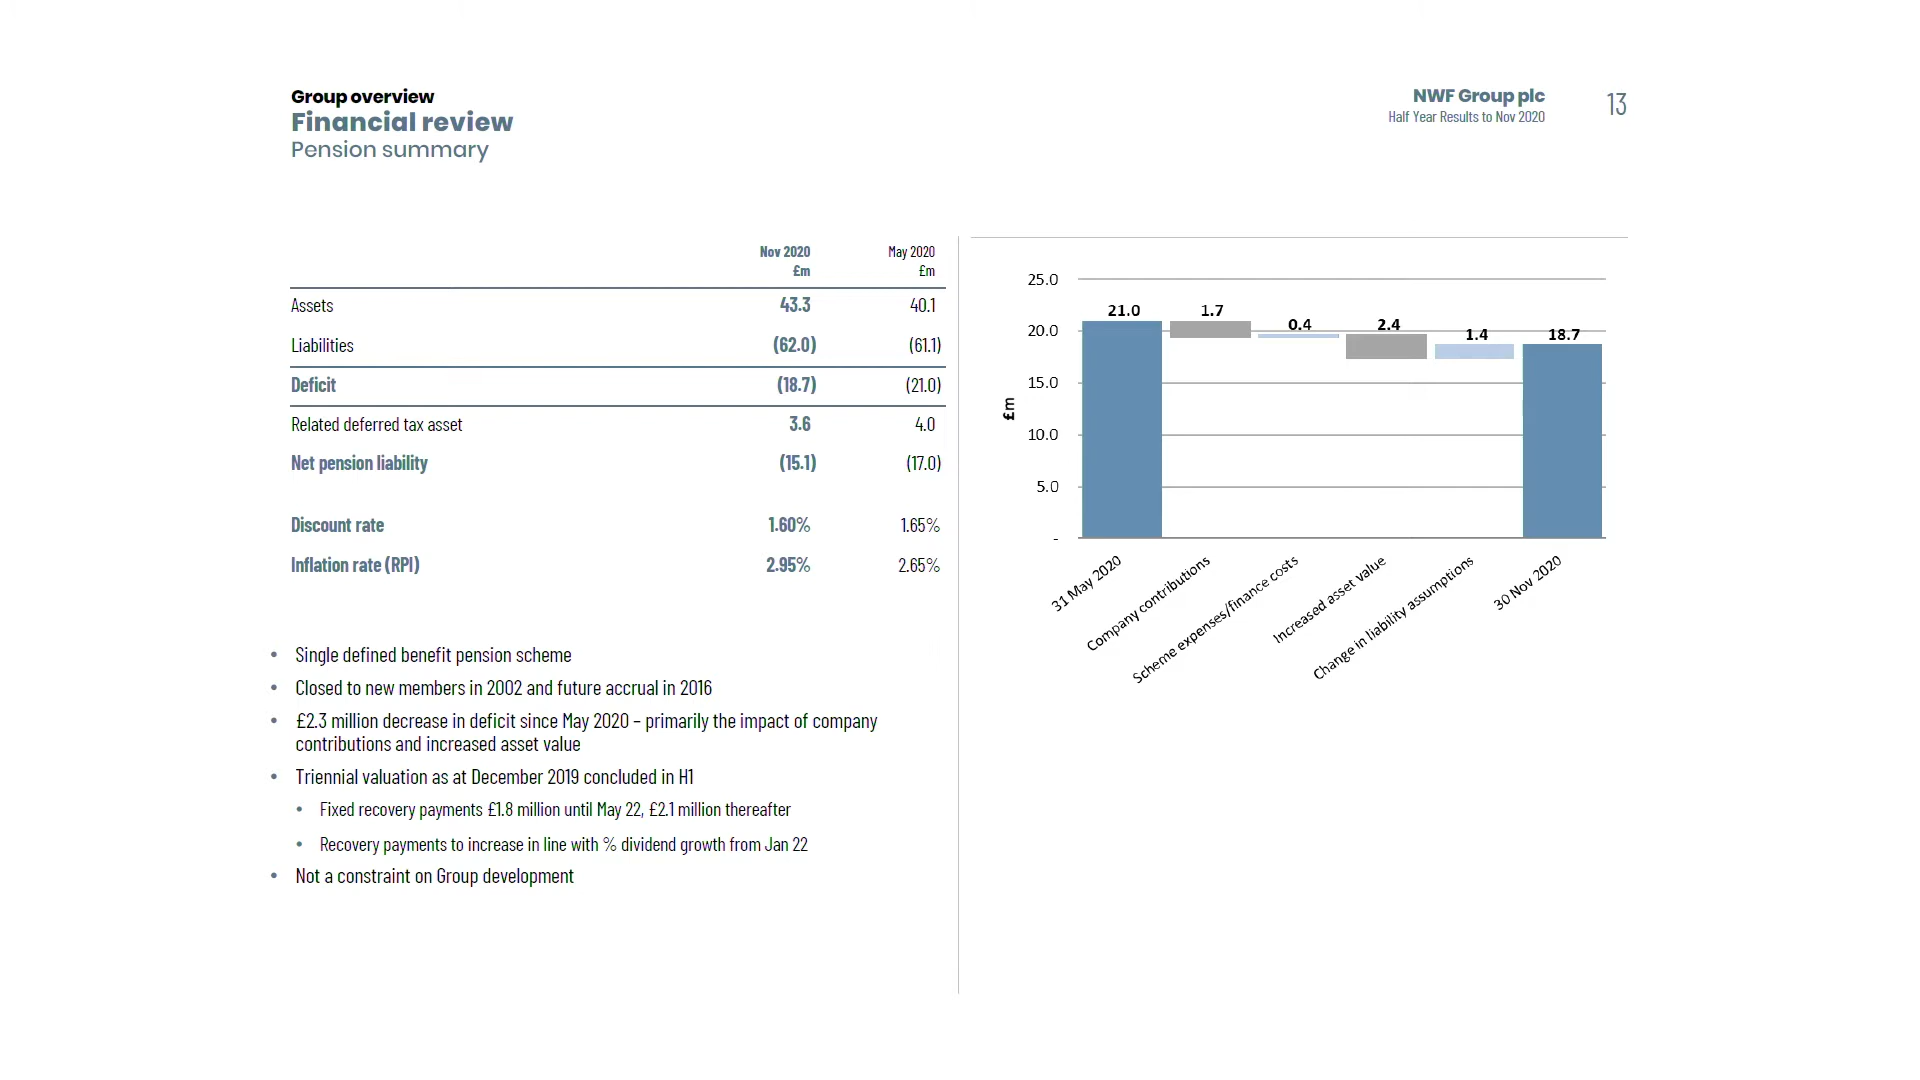 Group overview
Financial review
Pension summary
NWF Group plc
Half Year Results to Nov 2020
13
Nov 2020 May 2020
£m £m
Assets 43.3 40.1
Liabilities (62.0) (61.1)
Deficit (18.7) (21.0)
Related deferred tax asset 3.6 4.0
Net pension liability (15.1) (17.0)
Discount rate 1.60% 1.65%
Inflation rate (RPI) 2.95% 2.65%
• Single defined benefit pension scheme
• Closed to new members in 2002 and future accrual in 2016
• £2.3 million decrease in deficit since May 2020 – primarily the impact of company
contributions and increased asset value
• Triennial valuation as at December 2019 concluded in H1
• Fixed recovery payments £1.8 million until May 22, £2.1 million thereafter
• Recovery payments to increase in line with % dividend growth from Jan 22
• Not a constraint on Group development
25.0
20.0
15.0
10.0
5.0
-
£m
21.0 1.7 0.4 2.4 1.4 18.7
31 May 2020
Company contributions
Scheme expenses/finance costs
Increased asset value
Change in liability assumptions
30 Nov 2020